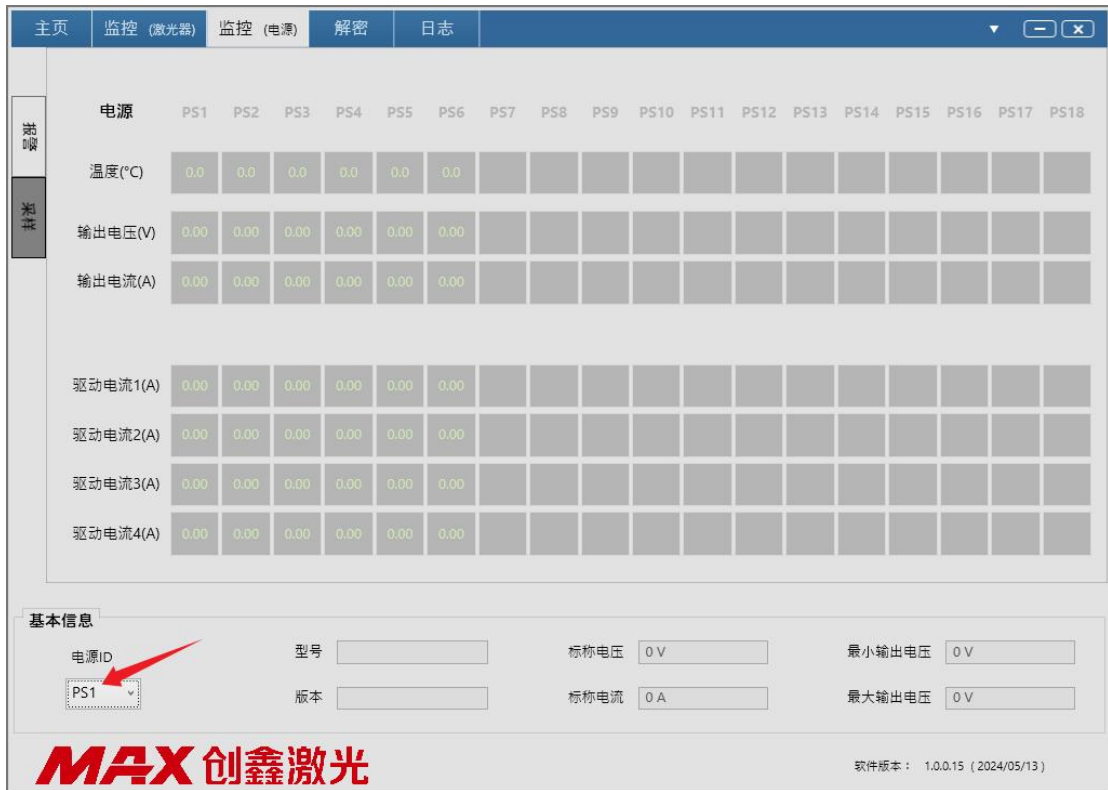 主页 监控 (激光器) 监控 (电源) 解密 日志
报警
采样
电源 PS1 PS2 PS3 PS4 PS5 PS6 PS7 PS8 PS9 PS10 PS11 PS12 PS13 PS14 PS15 PS16 PS17 PS18
温度(°C) 0.0 0.0 0.0 0.0 0.0 0.0
输出电压(V) 0.00 0.00 0.00 0.00 0.00 0.00
输出电流(A) 0.00 0.00 0.00 0.00 0.00 0.00
驱动电流1(A) 0.00 0.00 0.00 0.00 0.00 0.00
驱动电流2(A) 0.00 0.00 0.00 0.00 0.00 0.00
驱动电流3(A) 0.00 0.00 0.00 0.00 0.00 0.00
驱动电流4(A) 0.00 0.00 0.00 0.00 0.00 0.00
基本信息
电源ID 型号 标称电压 0 V 最小输出电压 0 V
PS1 版本 标称电流 0 A 最大输出电压 0 V
MAX 创鑫激光
软件版本： 1.0.0.15 ( 2024/05/13 )